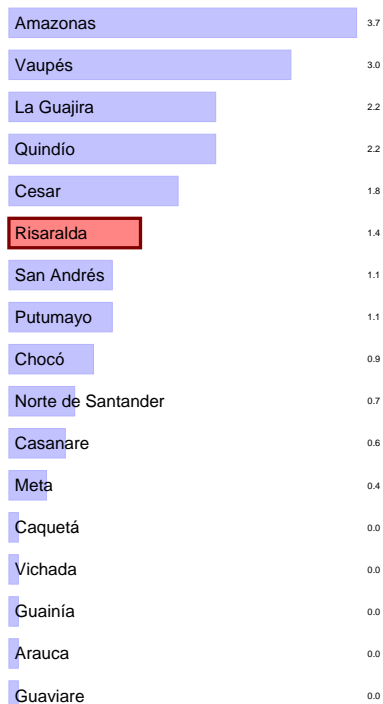 Amazonas 3.7
Vaupés 3.0
La Guajira 2.2
Quindío 2.2
Cesar 1.8
Risaralda 1.4
San Andrés 1.1
Putumayo 1.1
Chocó 0.9
Norte de Santander 0.7
Casanare 0.6
Meta 0.4
Caquetá 0.0
Vichada 0.0
Guainía 0.0
Arauca 0.0
Guaviare 0.0